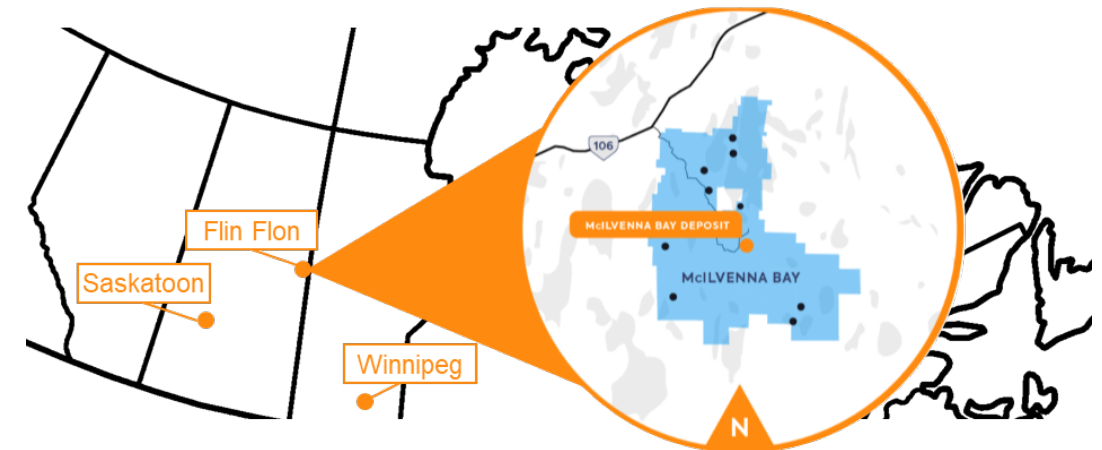 106
Flin Flon
McILVENNA BAY DEPOSIT
Saskatoon
McILVENNA BAY
Winnipeg
N